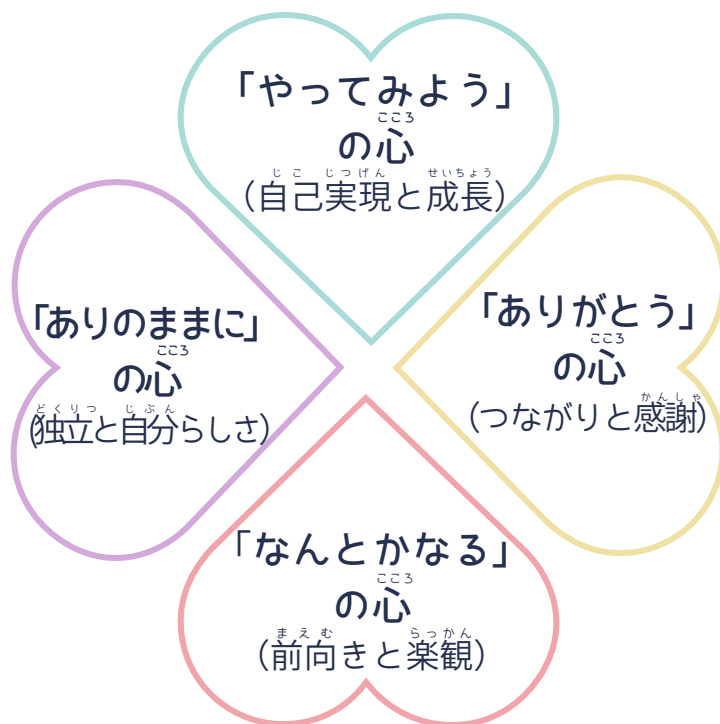 「やってみよう」
こころ
の心
じこ じつげん せいちょう
(自己実現と成長)
「ありのままに」
こころ
の心
どくりつ じぶん
(独立と自分らしさ)
「ありがとう」
こころ
の心
かんしゃ
(つながりと感謝)
「なんとかなる」
こころ
の心
まえむ らっかん
(前向きと楽観)